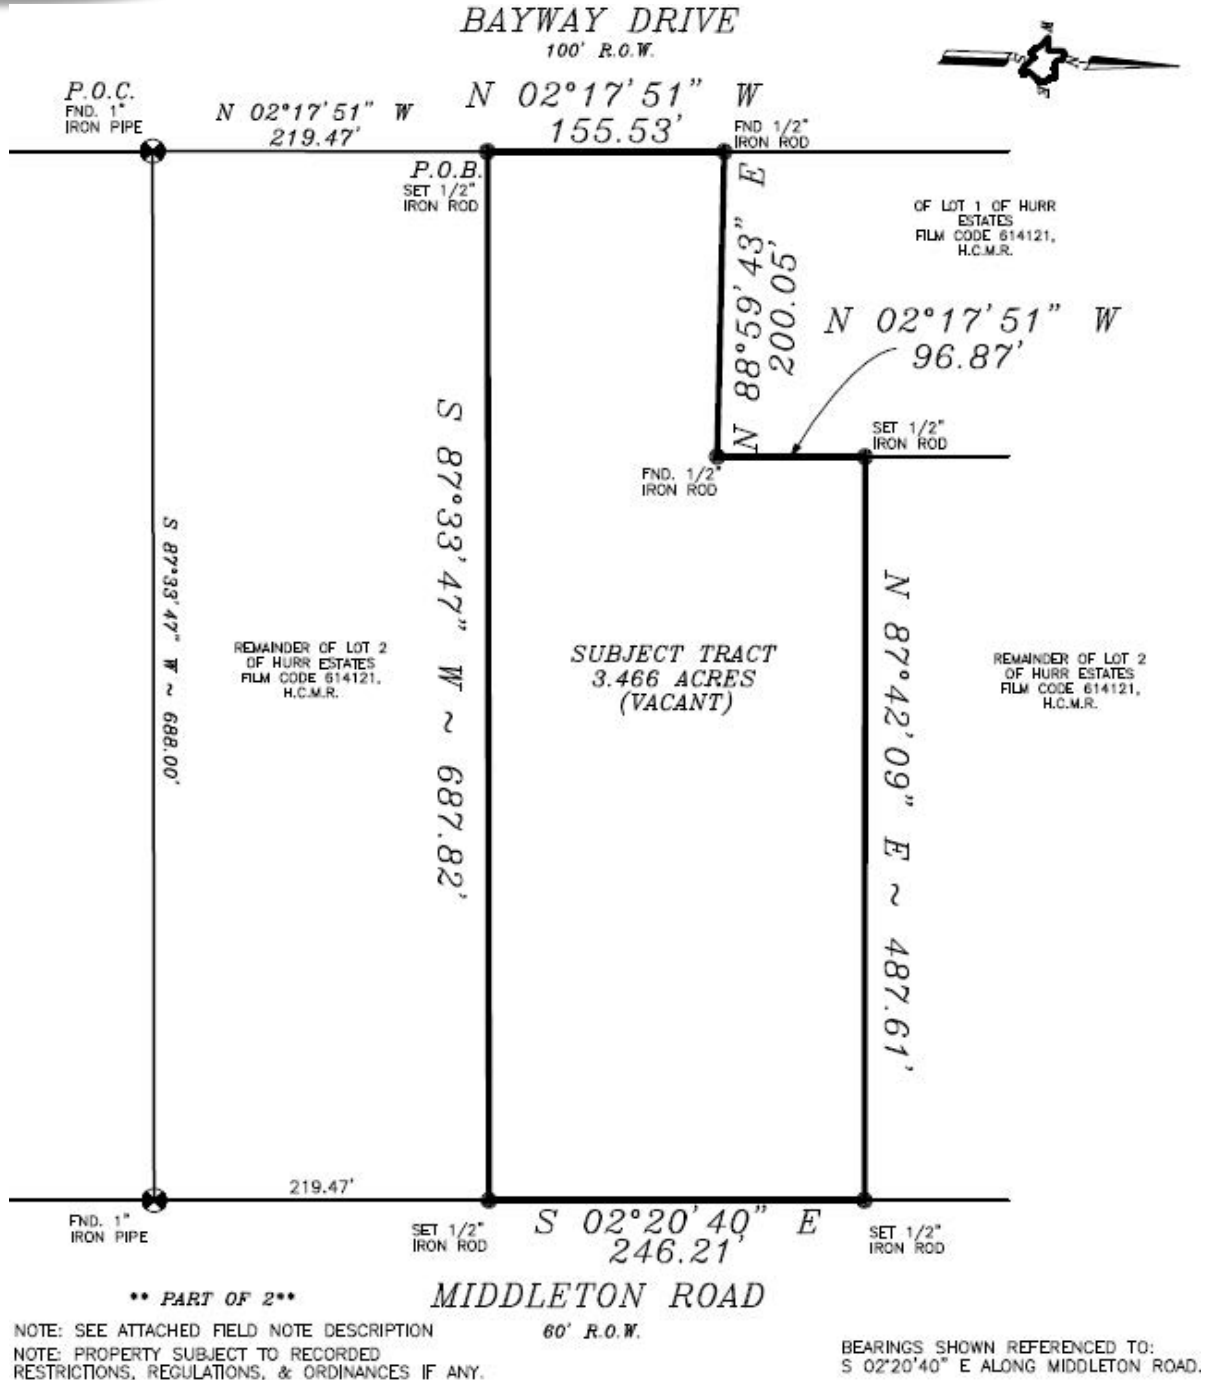 BAYWAY DRIVE
100' R.O.W.
P.O.C.
FND. 1"
IRON PIPE
N 02°17'51" W
219.47'
N 02°17'51" W
155.53'
FND 1/2"
IRON ROD
W
S
N
E
P.O.B.
SET 1/2"
IRON ROD
N 88°59'43" E
200.05'
OF LOT 1 OF HURR
ESTATES
FILM CODE 614121,
H.C.M.R.
N 02°17'51" W
96.87'
SET 1/2"
IRON ROD
FND. 1/2"
IRON ROD
S 87°33'47" W ~ 688.00'
S 87°33'47" W ~ 687.82'
REMAINDER OF LOT 2
OF HURR ESTATES
FILM CODE 614121,
H.C.M.R.
SUBJECT TRACT
3.466 ACRES
(VACANT)
N 87°42'09" E ~ 487.61'
REMAINDER OF LOT 2
OF HURR ESTATES
FILM CODE 614121,
H.C.M.R.
219.47'
FND. 1"
IRON PIPE
SET 1/2"
IRON ROD
S 02°20'40" E
246.21'
SET 1/2"
IRON ROD
** PART OF 2**
MIDDLETON ROAD
60' R.O.W.
NOTE: SEE ATTACHED FIELD NOTE DESCRIPTION
NOTE: PROPERTY SUBJECT TO RECORDED
RESTRICTIONS, REGULATIONS, & ORDINANCES IF ANY.
BEARINGS SHOWN REFERENCED TO:
S 02°20'40" E ALONG MIDDLETON ROAD.